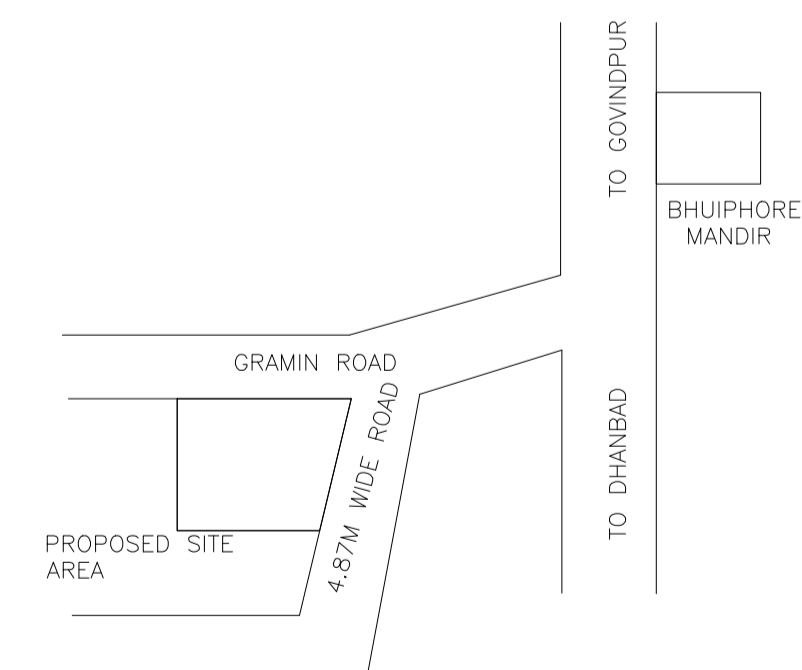 TO GOVINDPUR
BHUIPHORE
MANDIR
GRAMIN ROAD
4.87M WIDE ROAD
TO DHANBAD
PROPOSED SITE
AREA